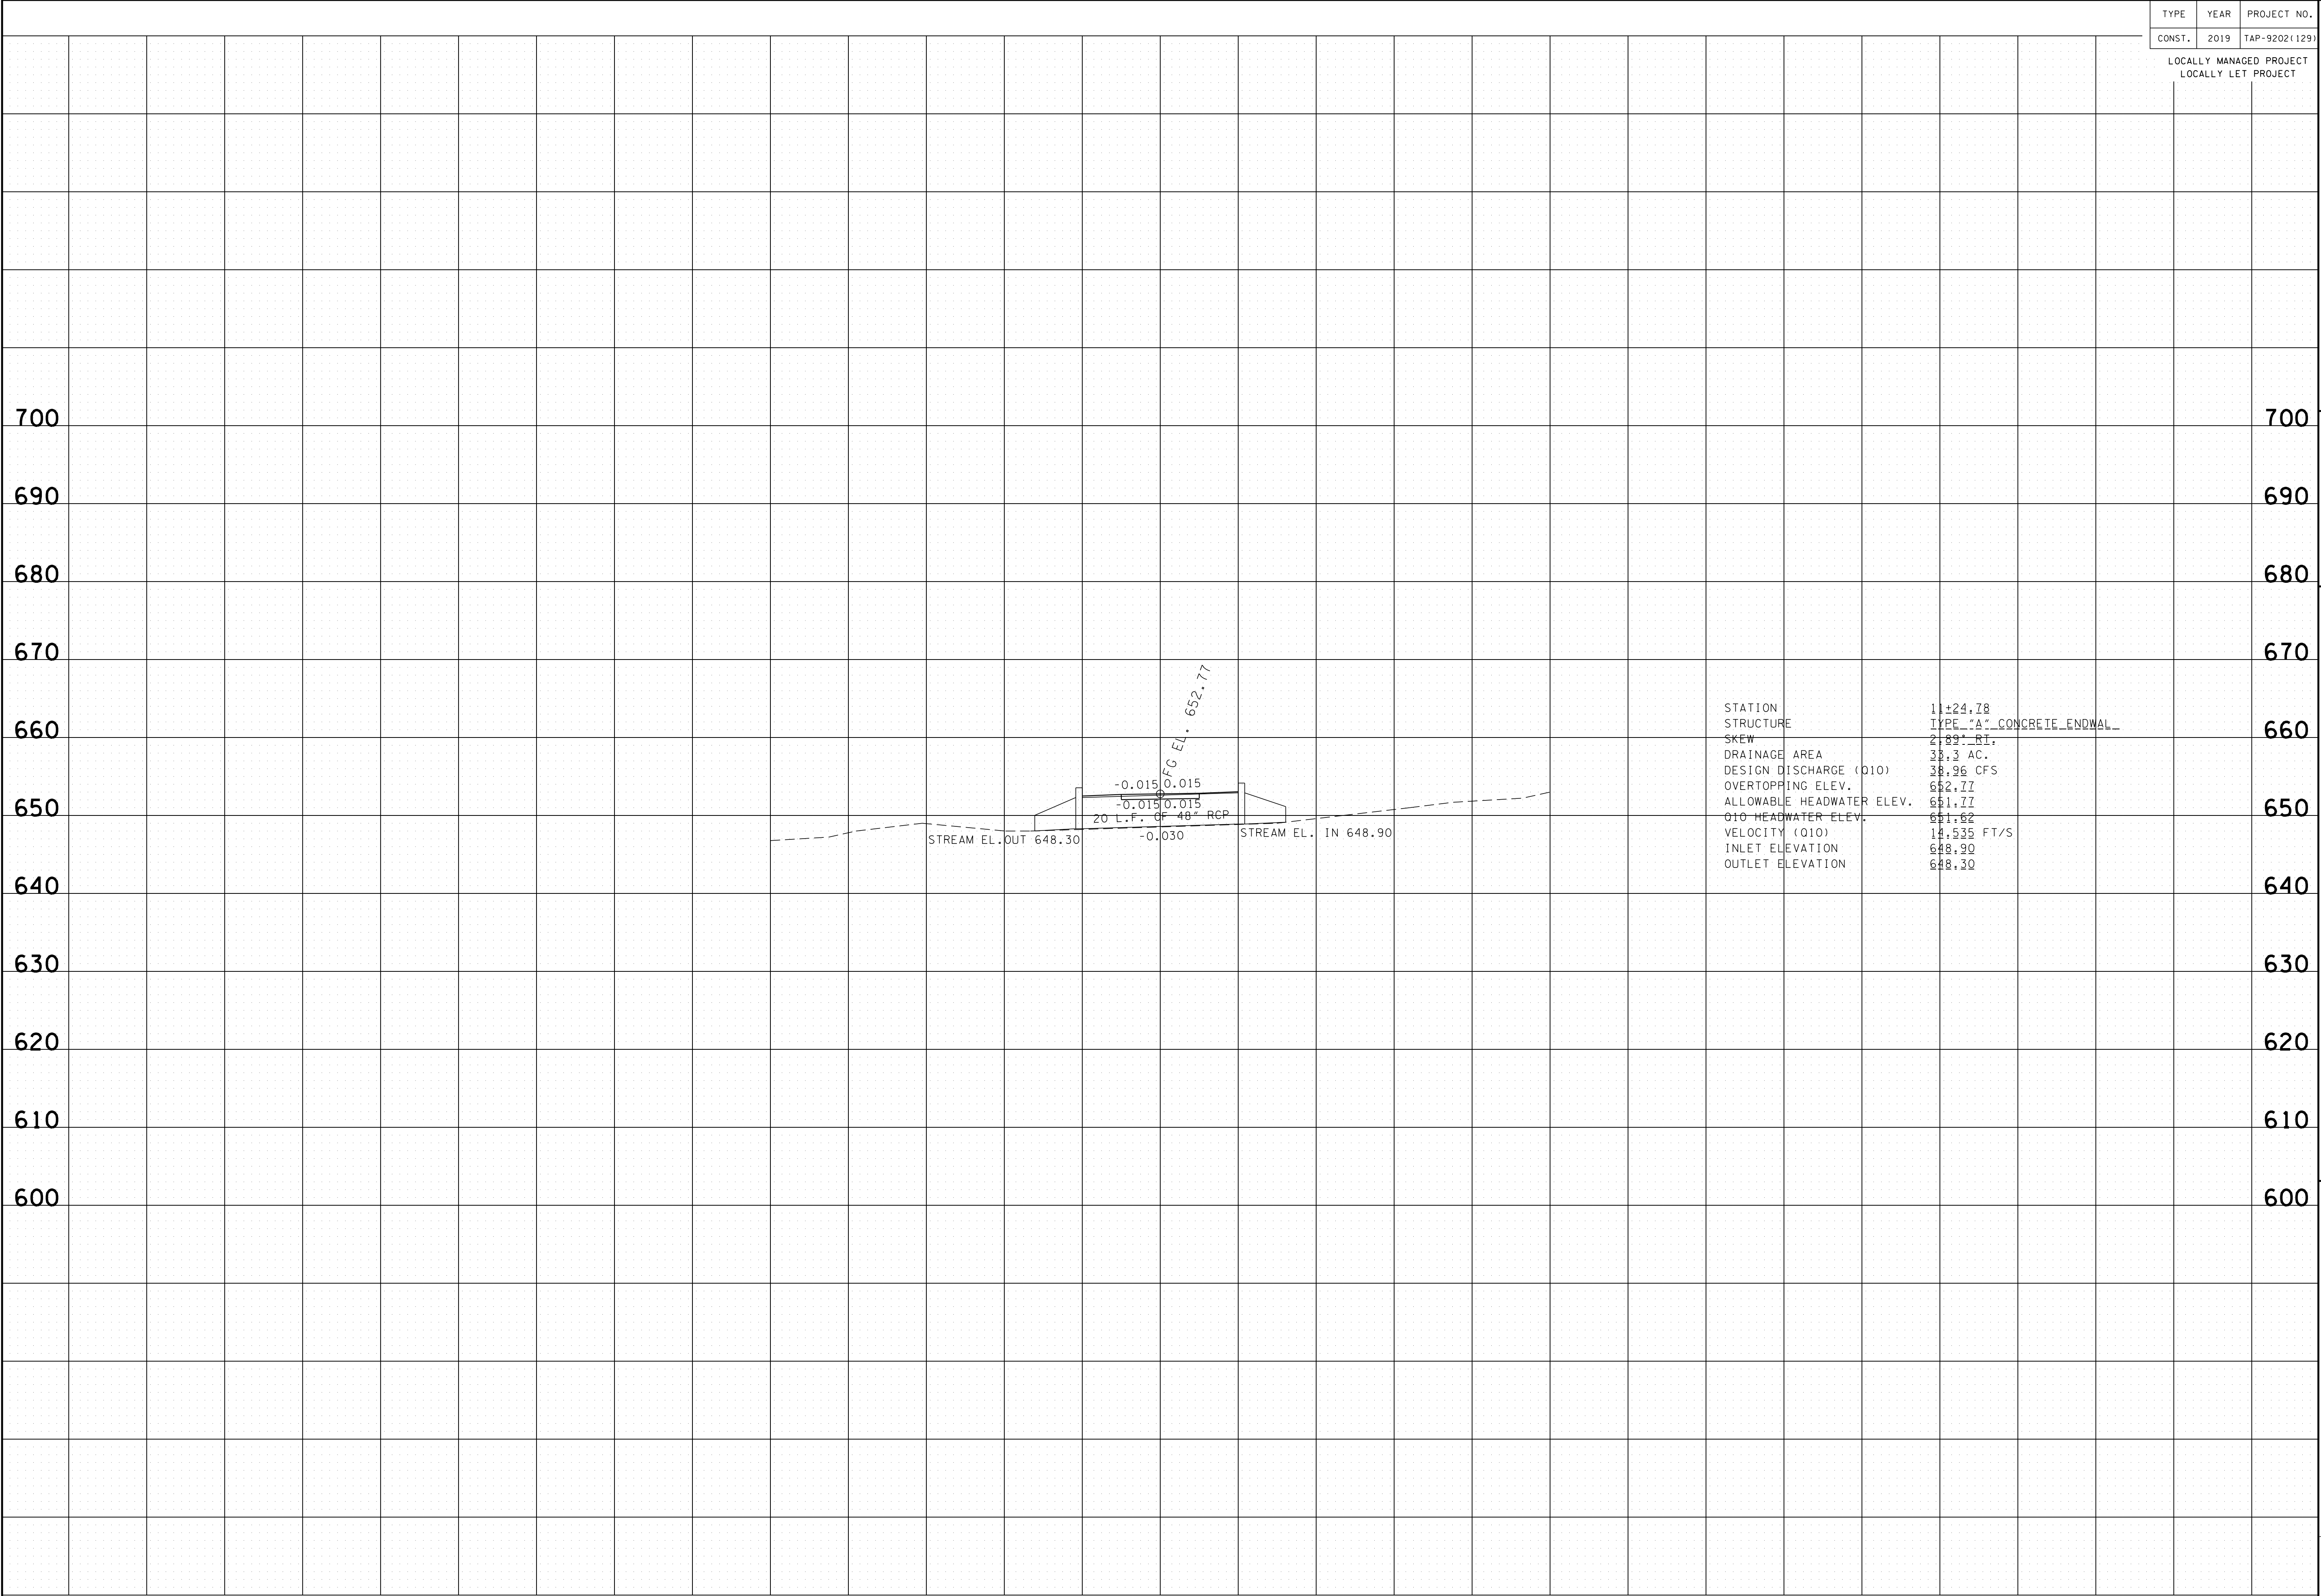 TYPE YEAR PROJECT NO.
CONST. 2019 TAP-9202(129)
LOCALLY MANAGED PROJECT
LOCALLY LET PROJECT
700 700
690 690
680 680
670 670
FG EL. 652.77
660 660
STATION 11+24.78
STRUCTURE TYPE "A" CONCRETE ENDWAL
SKEW 2.89° RT.
DRAINAGE AREA 33.3 AC.
DESIGN DISCHARGE (Q10) 38.96 CFS
OVERTOPPING ELEV. 652.77
ALLOWABLE HEADWATER ELEV. 651.77
Q10 HEADWATER ELEV. 651.62
VELOCITY (Q10) 14.535 FT/S
INLET ELEVATION 648.90
OUTLET ELEVATION 648.30
-0.015 0.015
-0.015 0.015
650 650
20 L.F. OF 48" RCP
STREAM EL.OUT 648.30 -0.030 STREAM EL. IN 648.90
640 640
630 630
620 620
610 610
600 600